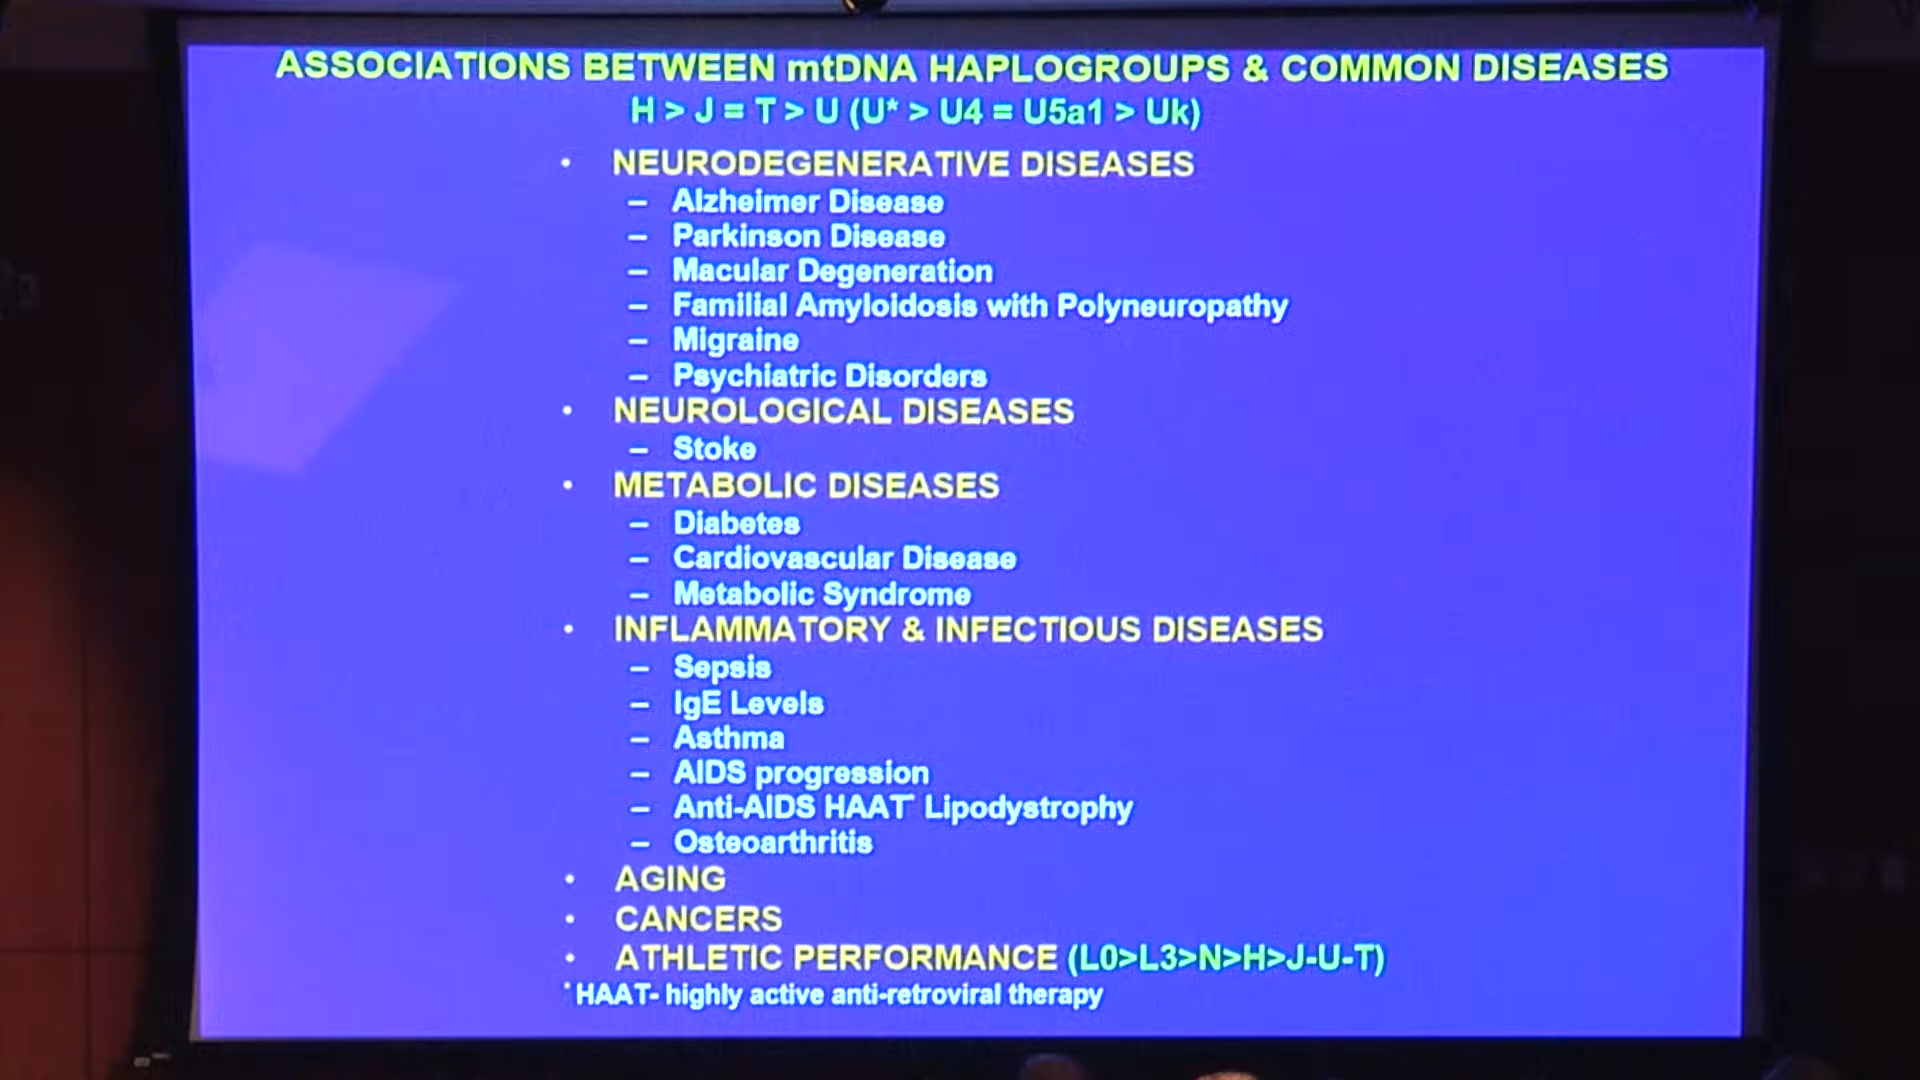 ASSOCIATIONS BETWEEN mtDNA HAPLOGROUPS & COMMON DISEASES
H > J = T > U (U* > U4 = U5a1 > Uk)
• NEURODEGENERATIVE DISEASES
– Alzheimer Disease
– Parkinson Disease
– Macular Degeneration
– Familial Amyloidosis with Polyneuropathy
– Migraine
– Psychiatric Disorders
• NEUROLOGICAL DISEASES
– Stoke
• METABOLIC DISEASES
– Diabetes
– Cardiovascular Disease
– Metabolic Syndrome
• INFLAMMATORY & INFECTIOUS DISEASES
– Sepsis
– IgE Levels
– Asthma
– AIDS progression
– Anti-AIDS HAAT* Lipodystrophy
– Osteoarthritis
• AGING
• CANCERS
• ATHLETIC PERFORMANCE (L0>L3>N>H>J-U-T)
*HAAT- highly active anti-retroviral therapy